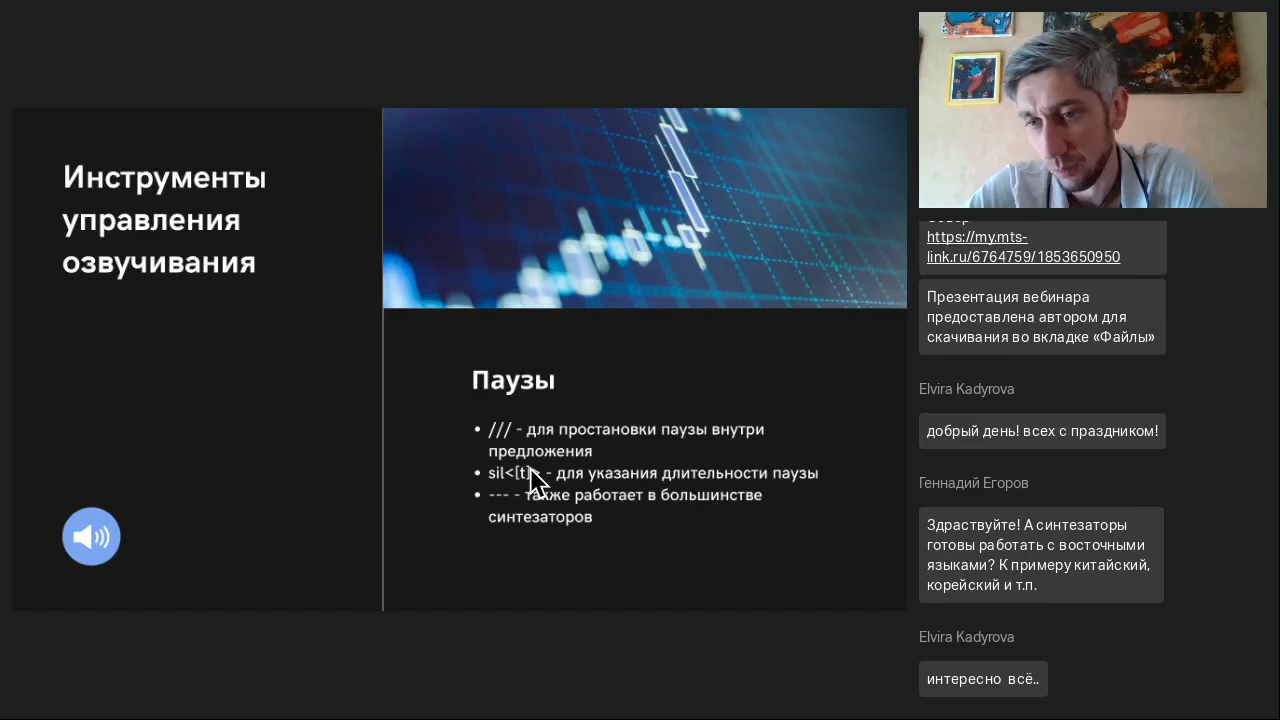 Инструменты
управления
озвучивания
Паузы
• /// - для простановки паузы внутри
предложения
• sil<[t]> - для указания длительности паузы
• --- - также работает в большинстве
синтезаторов
https://my.mts-
link.ru/6764759/1853650950
Презентация вебинара
предоставлена автором для
скачивания во вкладке «Файлы»
Elvira Kadyrova
добрый день! всех с праздником!
Геннадий Егоров
Здраствуйте! А синтезаторы
готовы работать с восточными
языками? К примеру китайский,
корейский и т.п.
Elvira Kadyrova
интересно всё..